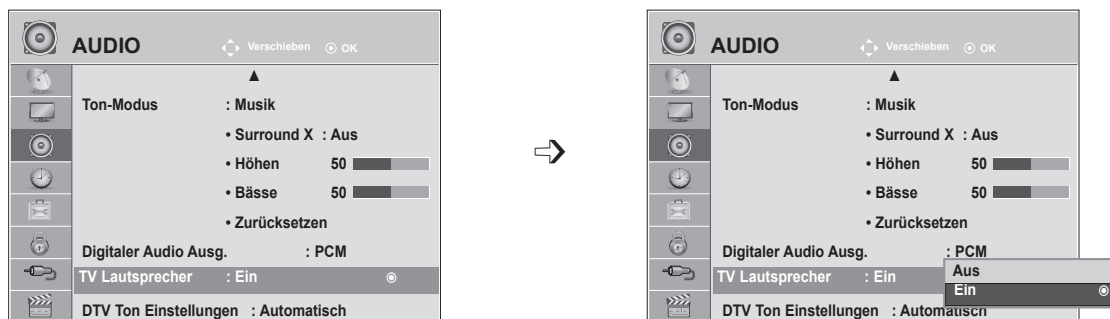 AUDIO
Verschieben OK
▲
Ton-Modus : Musik
• Surround X : Aus
• Höhen 50
• Bässe 50
• Zurücksetzen
Digitaler Audio Ausg. : PCM
TV Lautsprecher : Ein
DTV Ton Einstellungen : Automatisch
AUDIO
Verschieben OK
▲
Ton-Modus : Musik
• Surround X : Aus
• Höhen 50
• Bässe 50
• Zurücksetzen
Digitaler Audio Ausg. : PCM
TV Lautsprecher : Ein
Aus
Ein
DTV Ton Einstellungen : Automatisch